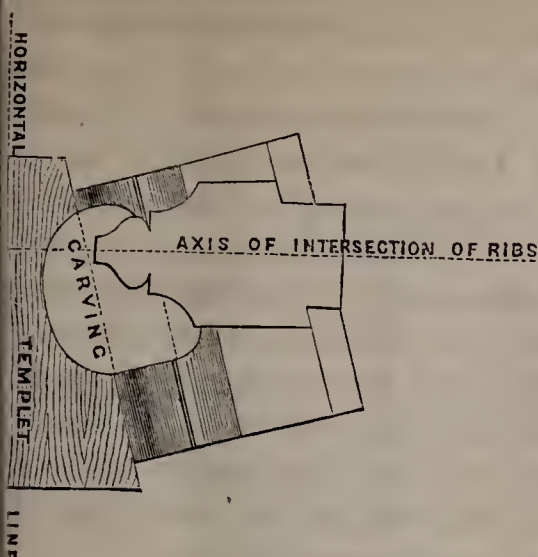 HORIZONTAL
LINE
AXIS OF INTERSECTION OF RIBS
CARVING
TEMPLET